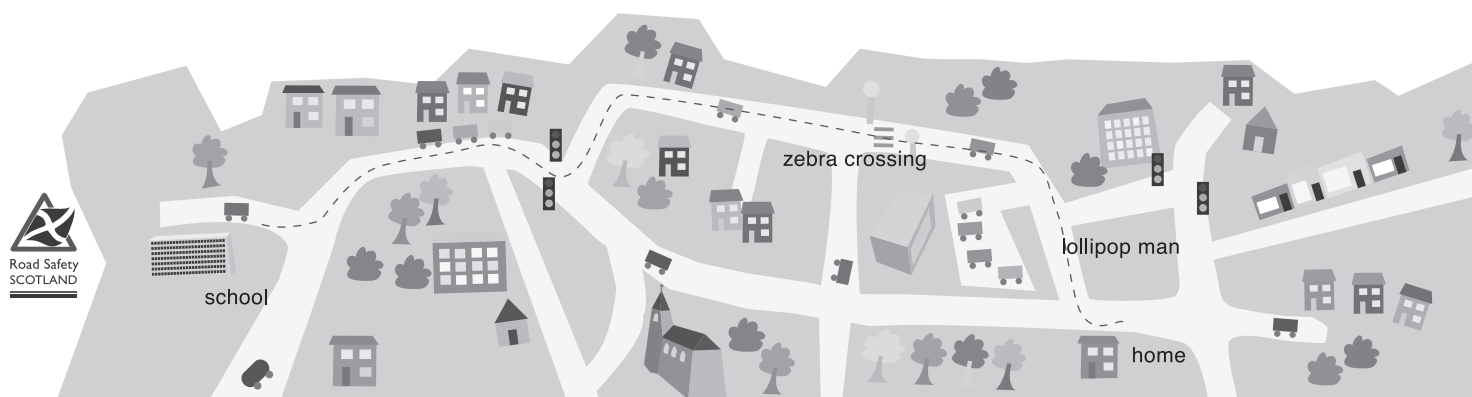 zebra crossing
lollipop man
Road Safety
SCOTLAND
school
home